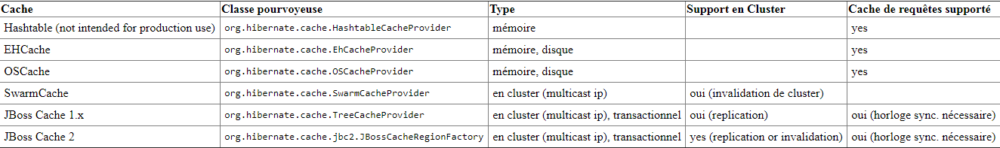 Cache Classe pourvoyeuse Type Support en Cluster Cache de requêtes supporté
Hashtable (not intended for production use) org.hibernate.cache.HashtableCacheProvider mémoire yes
EHCache org.hibernate.cache.EhCacheProvider mémoire, disque yes
OSCache org.hibernate.cache.OSCacheProvider mémoire, disque yes
SwarmCache org.hibernate.cache.SwarmCacheProvider en cluster (multicast ip) oui (invalidation de cluster)
JBoss Cache 1.x org.hibernate.cache.TreeCacheProvider en cluster (multicast ip), transactionnel oui (replication) oui (horloge sync. nécessaire)
JBoss Cache 2 org.hibernate.cache.jbc2.JBossCacheRegionFactory en cluster (multicast ip), transactionnel yes (replication or invalidation) oui (horloge sync. nécessaire)